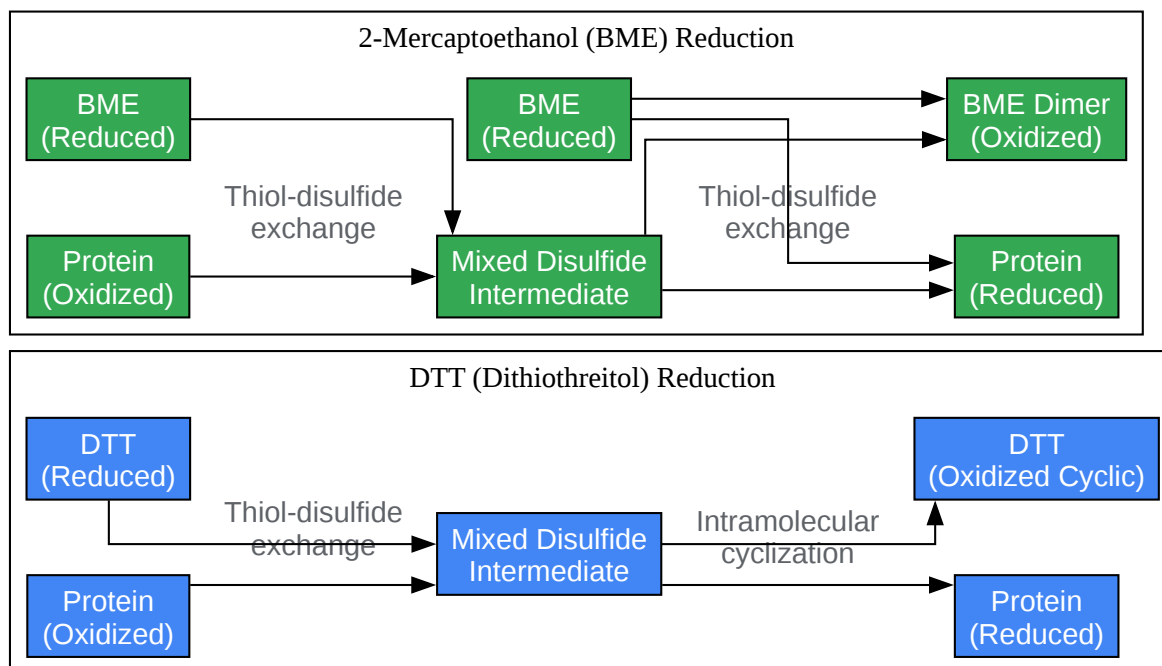 2-Mercaptoethanol (BME) Reduction
BME
(Reduced)
BME
(Reduced)
BME Dimer
(Oxidized)
Thiol-disulfide
exchange
Thiol-disulfide
exchange
Protein
(Oxidized)
Mixed Disulfide
Intermediate
Protein
(Reduced)
DTT (Dithiothreitol) Reduction
DTT
(Reduced)
DTT
(Oxidized Cyclic)
Thiol-disulfide
exchange
Mixed Disulfide
Intermediate
Intramolecular
cyclization
Protein
(Oxidized)
Protein
(Reduced)